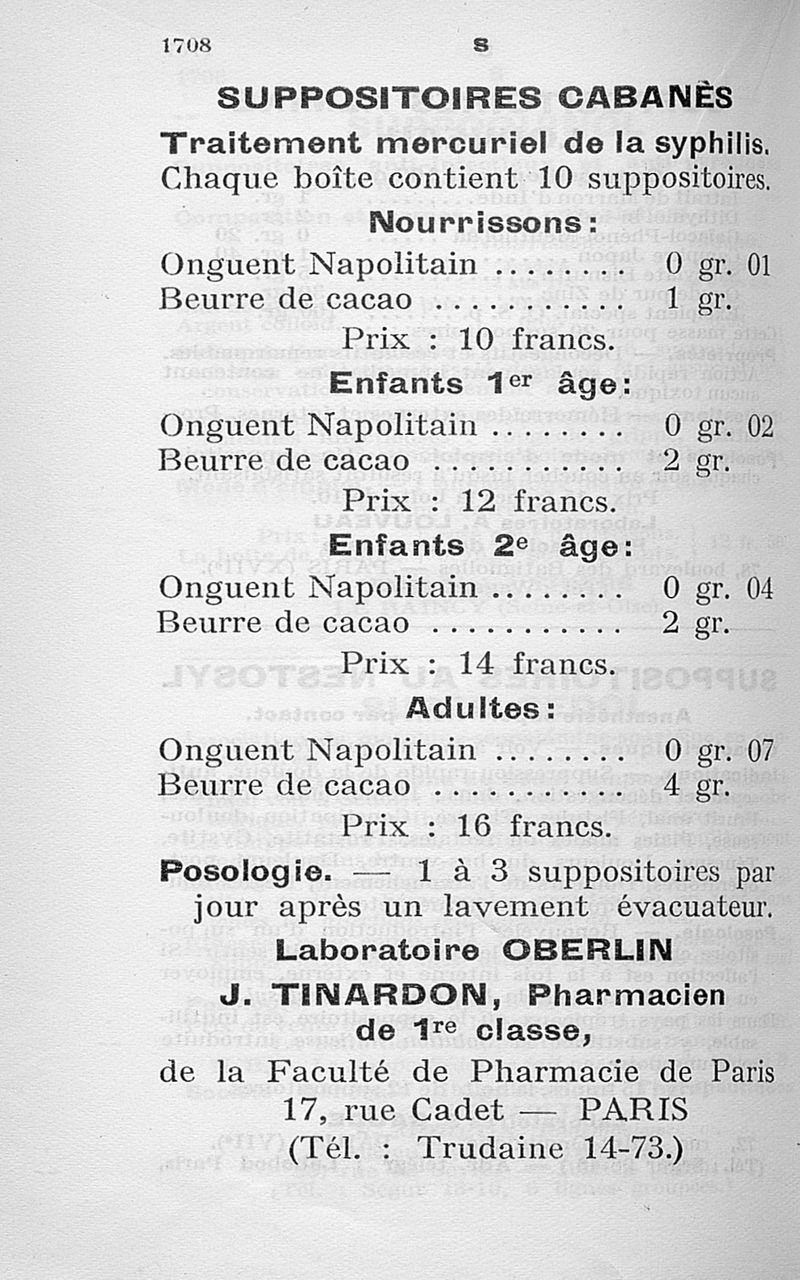 1708 S
SUPPOSITOIRES CABANÈS
Traitement mercuriel de la syphilis.
Chaque boîte contient 10 suppositoires.
Nourrissons :
Onguent Napolitain ........ 0 gr. 01
Beurre de cacao ........... 1 gr.
Prix : 10 francs.
Enfants 1er âge :
Onguent Napolitain ........ 0 gr. 02
Beurre de cacao ........... 2 gr.
Prix : 12 francs.
Enfants 2e âge :
Onguent Napolitain ........ 0 gr. 04
Beurre de cacao ........... 2 gr.
Prix : 14 francs.
Adultes :
Onguent Napolitain ........ 0 gr. 07
Beurre de cacao ........... 4 gr.
Prix : 16 francs.
Posologie. — 1 à 3 suppositoires par
jour après un lavement évacuateur.
Laboratoire OBERLIN
J. TINARDON, Pharmacien
de 1re classe,
de la Faculté de Pharmacie de Paris
17, rue Cadet — PARIS
(Tél. : Trudaine 14-73.)